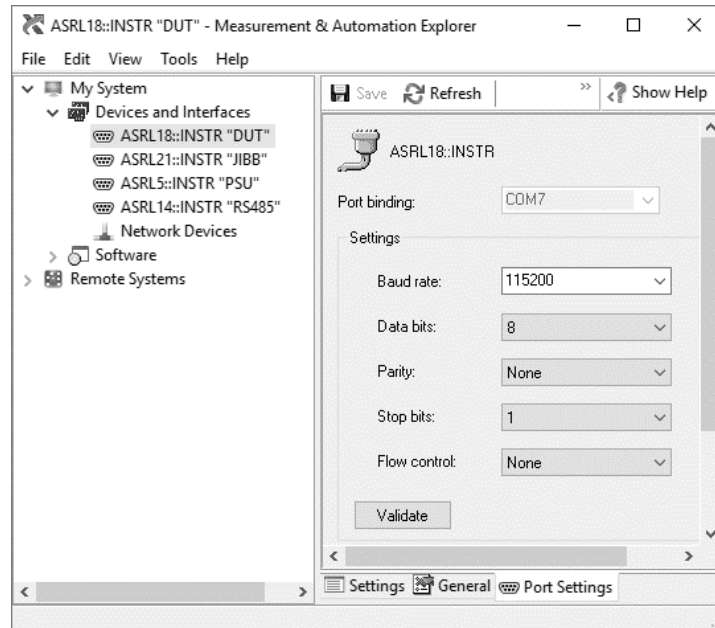 ASRL18::INSTR "DUT" - Measurement & Automation Explorer
File Edit View Tools Help
My System
Devices and Interfaces
ASRL18::INSTR "DUT"
ASRL21::INSTR "JIBB"
ASRL5::INSTR "PSU"
ASRL14::INSTR "RS485"
Network Devices
Software
Remote Systems
Save Refresh » Show Help
ASRL18::INSTR
Port binding: COM7
Settings
Baud rate: 115200
Data bits: 8
Parity: None
Stop bits: 1
Flow control: None
Validate
Settings General Port Settings